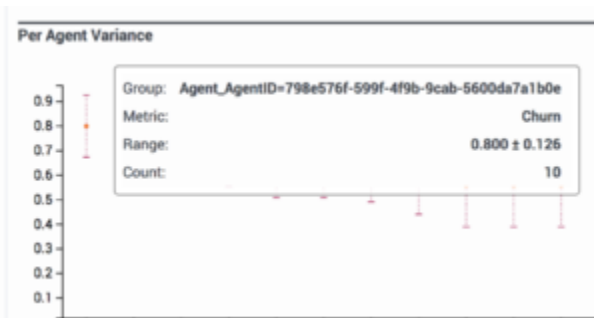 Per Agent Variance
Group: Agent_AgentID=798e576f-599f-4f9b-9cab-5600da7a1b0e
Metric: Churn
Range: 0.800 ± 0.126
Count: 10
0.9
0.8
0.7
0.6
0.5
0.4
0.3
0.2
0.1